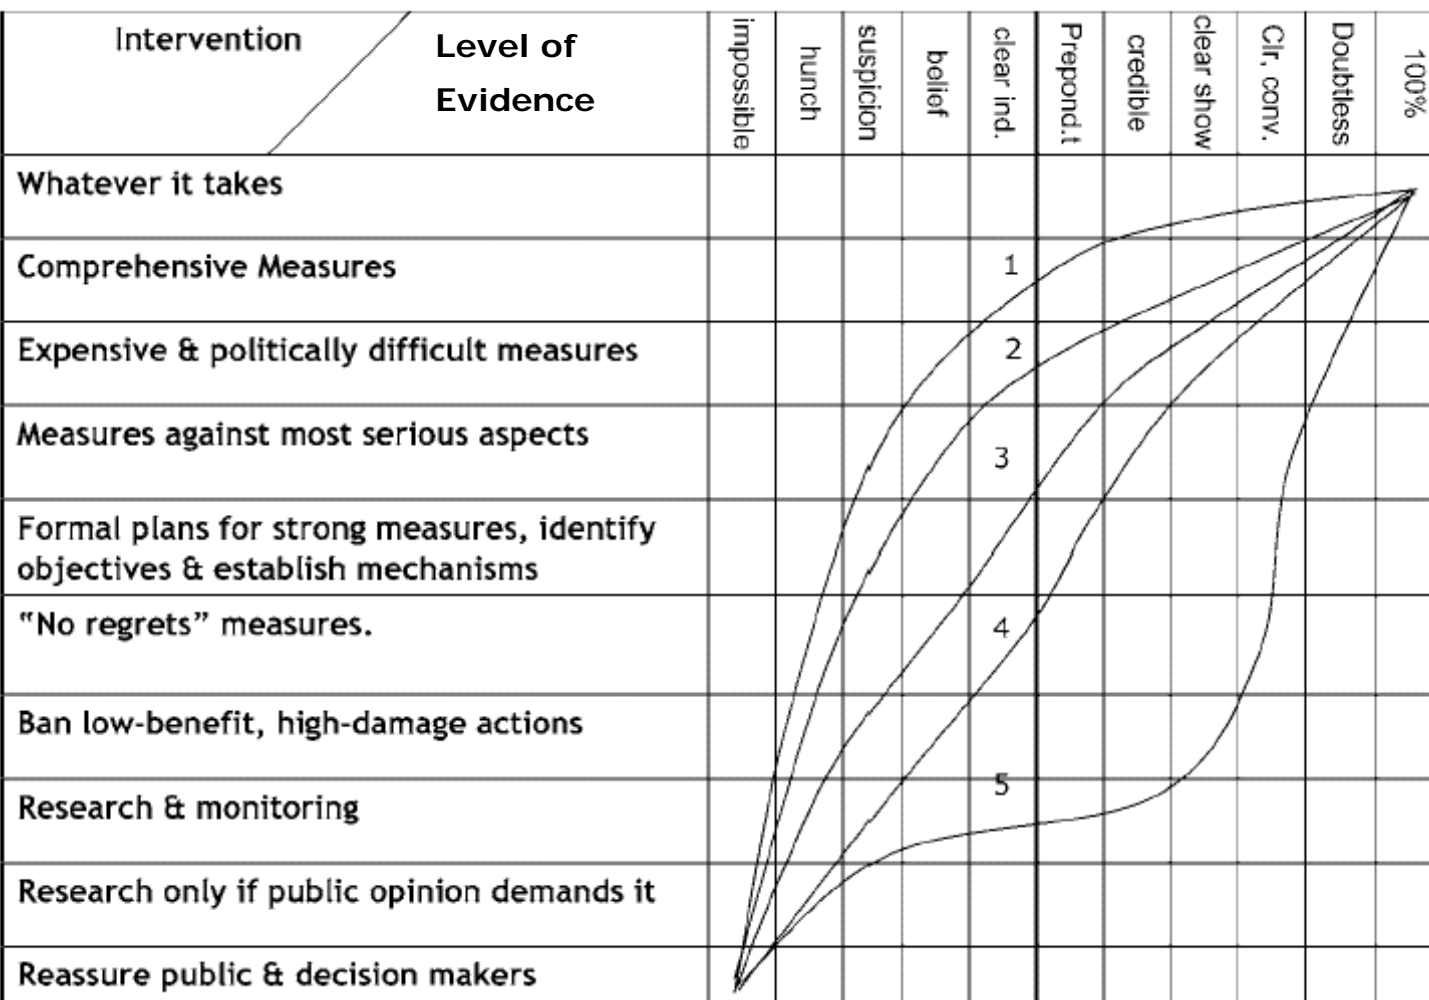 Intervention
Level of
Evidence
impossible
hunch
suspicion
belief
clear ind.
Prepond.t
credible
clear show
Clr, conv.
Doubtless
100%
Whatever it takes
Comprehensive Measures
1
Expensive & politically difficult measures
2
Measures against most serious aspects
3
Formal plans for strong measures, identify
objectives & establish mechanisms
“No regrets” measures.
4
Ban low-benefit, high-damage actions
5
Research & monitoring
Research only if public opinion demands it
Reassure public & decision makers